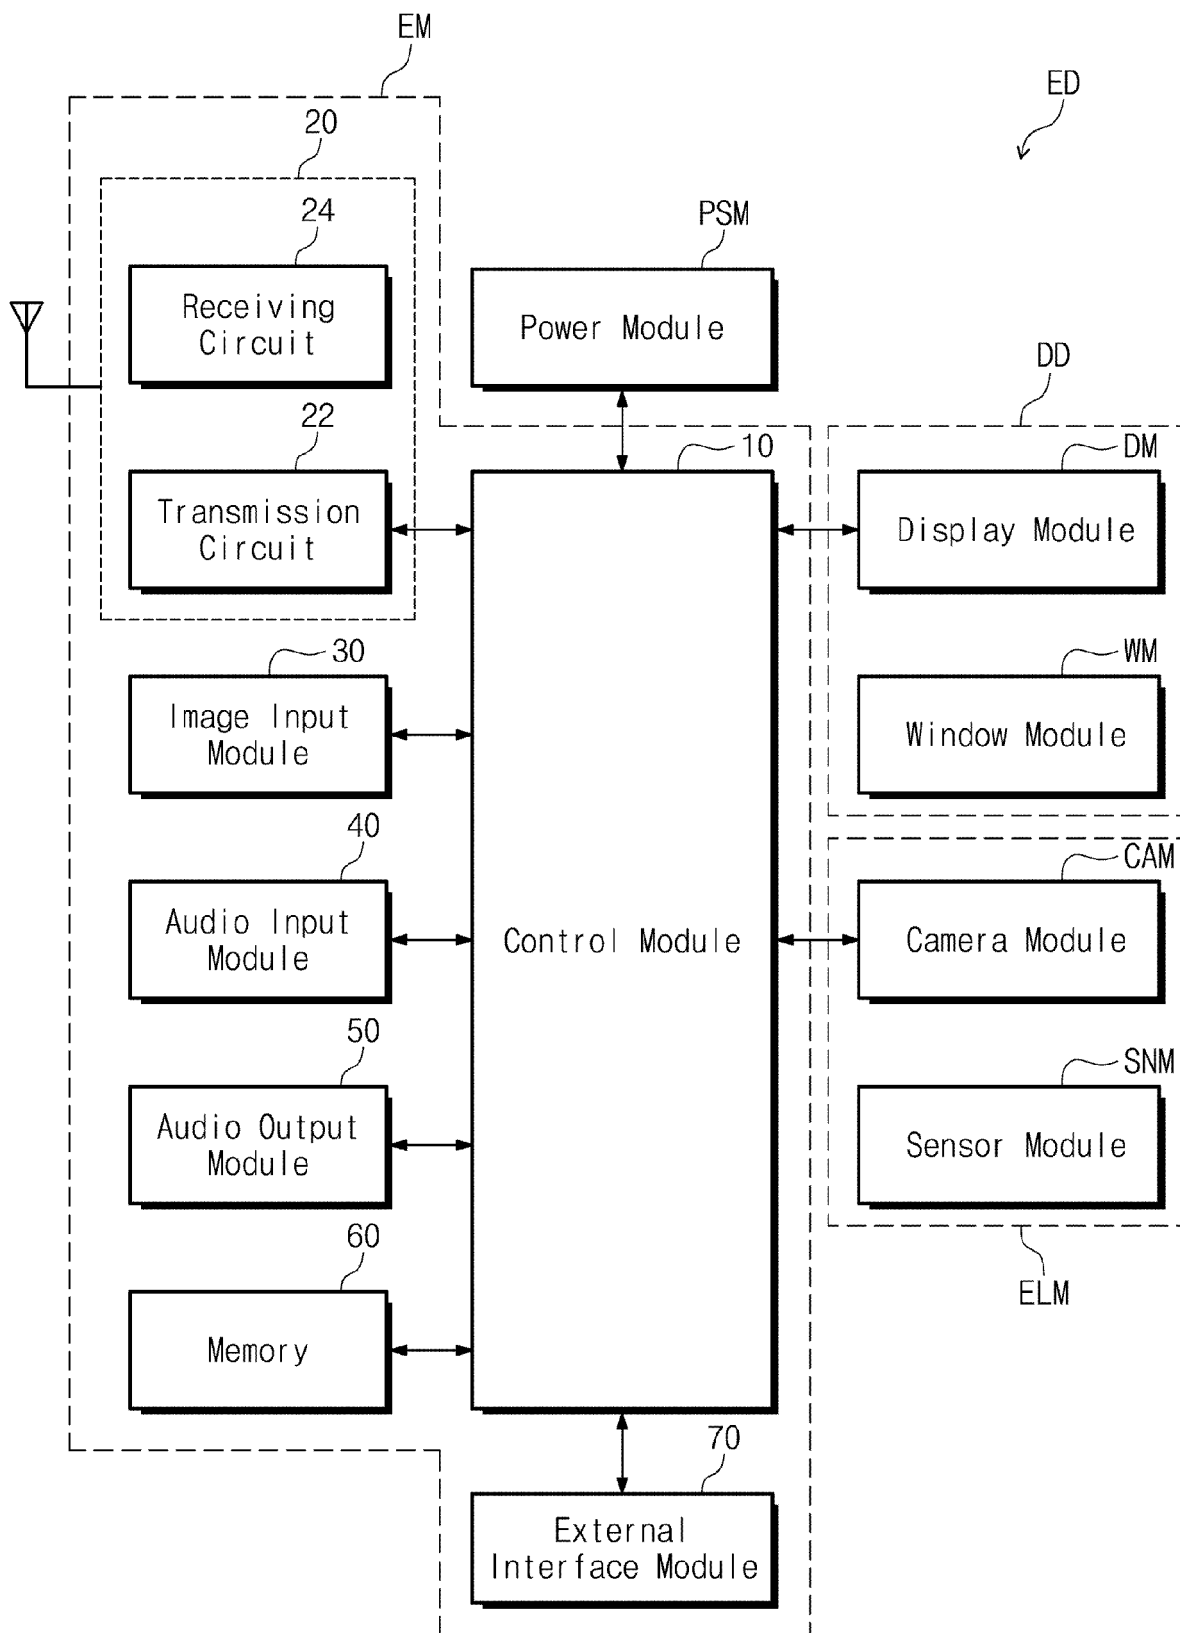 EM
ED
20
24
Receiving
Circuit
PSM
Power Module
DD
22
Transmission
Circuit
10
Control Module
DM
Display Module
30
Image Input
Module
WM
Window Module
40
Audio Input
Module
CAM
Camera Module
50
Audio Output
Module
SNM
Sensor Module
60
Memory
ELM
70
External
Interface Module